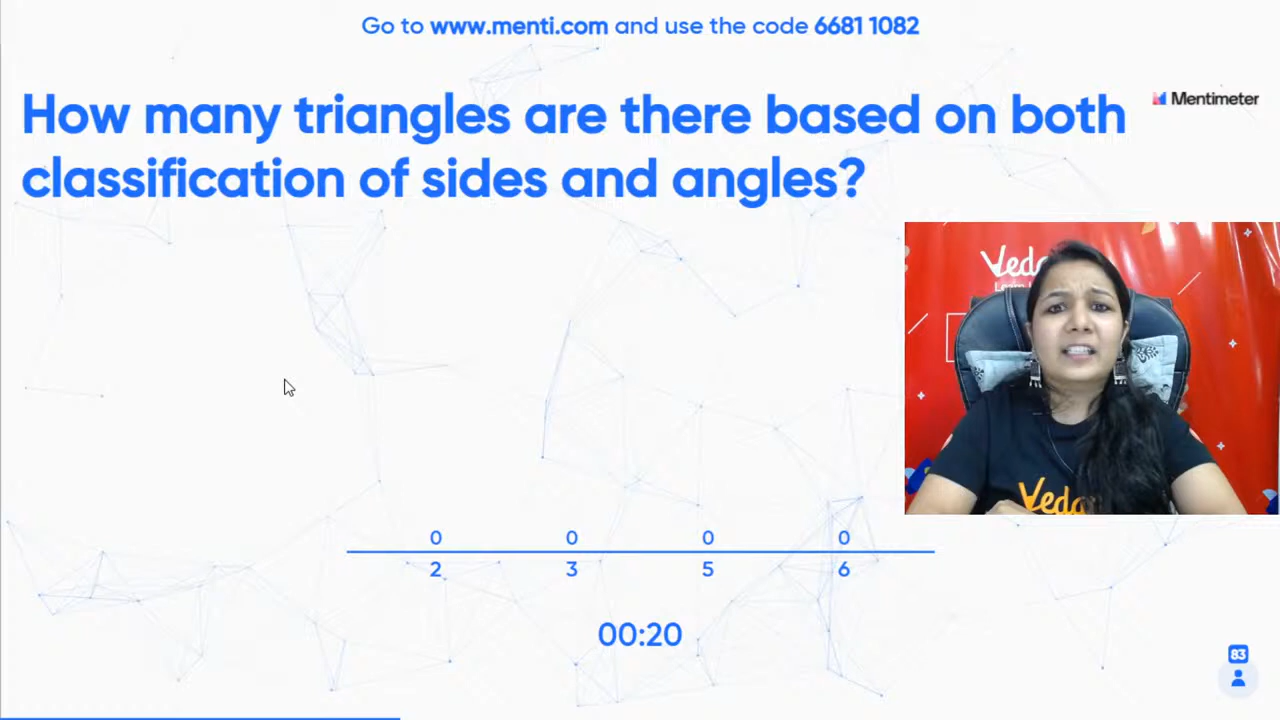 Go to www.menti.com and use the code 6681 1082
How many triangles are there based on both
classification of sides and angles?
Mentimeter
0 0 0 0
2 3 5 6
00:20
83